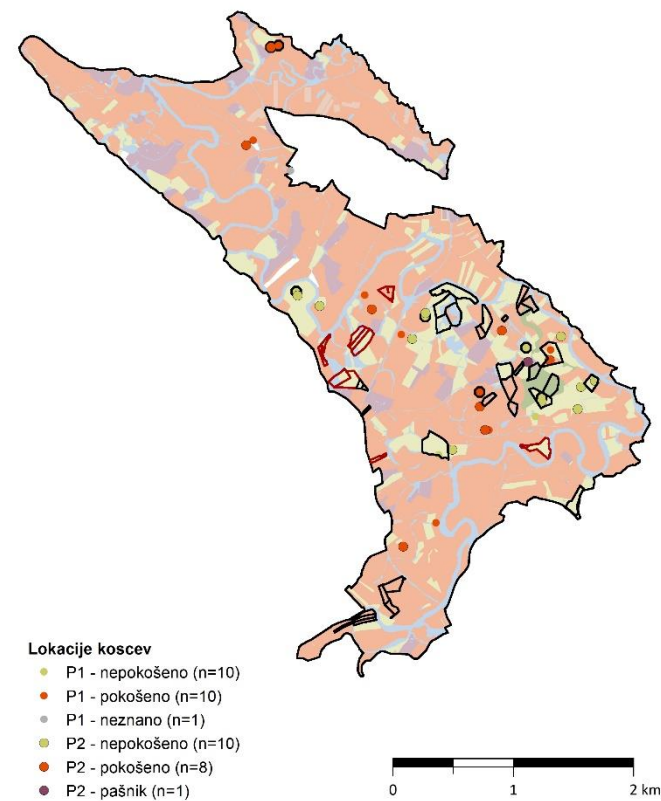 Lokacije koscev
P1 - nepokošeno (n=10)
P1 - pokošeno (n=10)
P1 - neznano (n=1)
P2 - nepokošeno (n=10)
P2 - pokošeno (n=8)
P2 - pašnik (n=1)
0 1 2 km